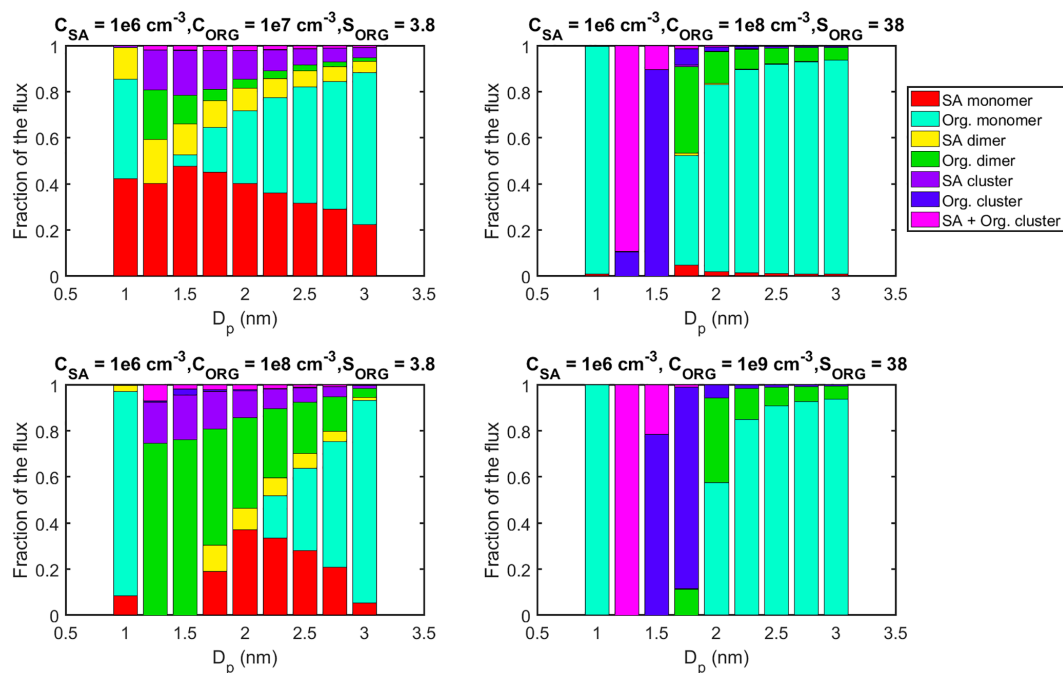 C_SA = 1e6 cm^-3,C_ORG = 1e7 cm^-3,S_ORG = 3.8
Fraction of the flux
1
0.8
0.6
0.4
0.2
0
0.5 1 1.5 2 2.5 3 3.5
D_p (nm)
C_SA = 1e6 cm^-3,C_ORG = 1e8 cm^-3,S_ORG = 38
Fraction of the flux
1
0.8
0.6
0.4
0.2
0
0.5 1 1.5 2 2.5 3 3.5
D_p (nm)
SA monomer
Org. monomer
SA dimer
Org. dimer
SA cluster
Org. cluster
SA + Org. cluster
C_SA = 1e6 cm^-3,C_ORG = 1e8 cm^-3,S_ORG = 3.8
Fraction of the flux
1
0.8
0.6
0.4
0.2
0
0.5 1 1.5 2 2.5 3 3.5
D_p (nm)
C_SA = 1e6 cm^-3, C_ORG = 1e9 cm^-3,S_ORG = 38
Fraction of the flux
1
0.8
0.6
0.4
0.2
0
0.5 1 1.5 2 2.5 3 3.5
D_p (nm)